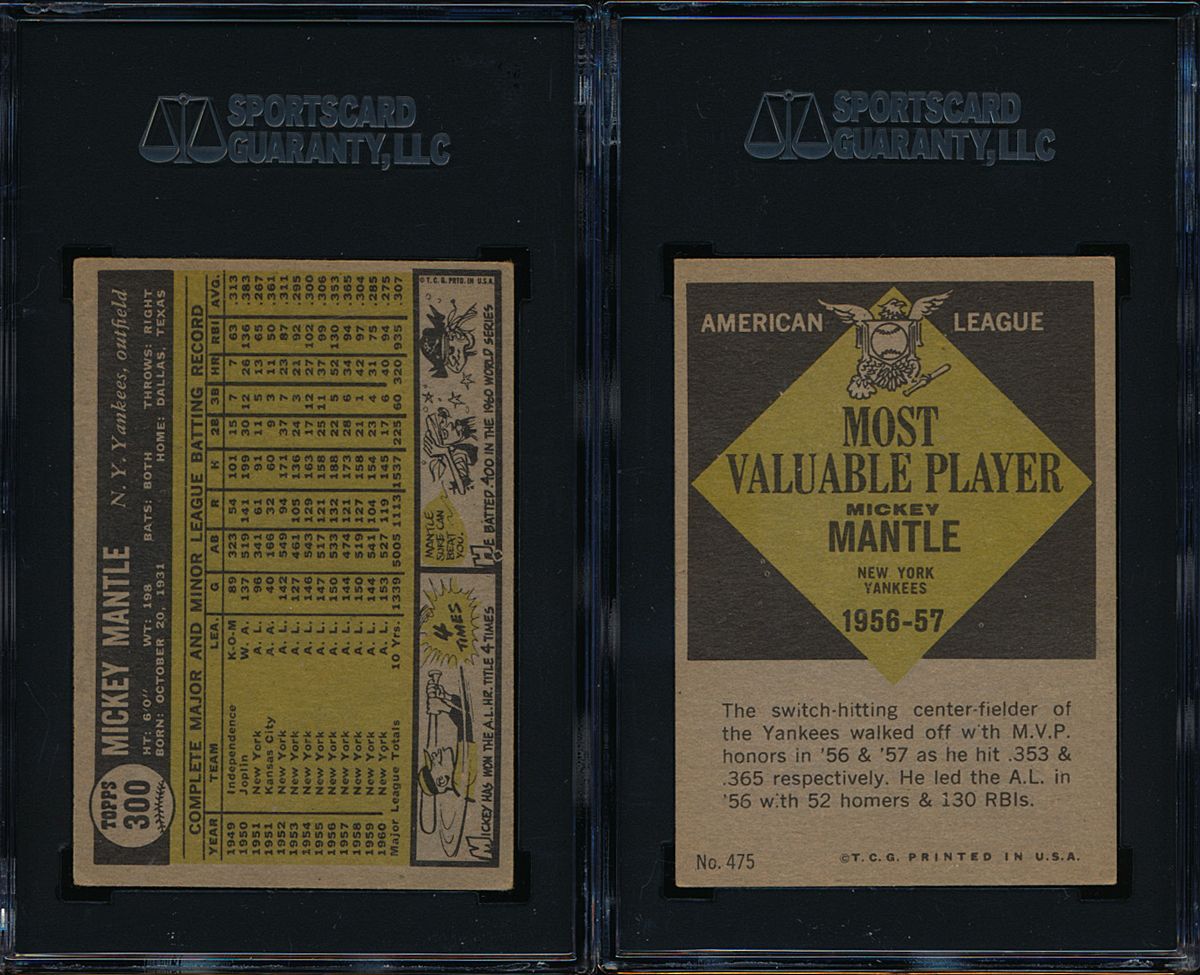 SPORTSCARD
GUARANTY, LLC
TOPPS
300
MICKEY MANTLE N. Y. Yankees, outfield
HT: 6'0" WT: 198 BATS: BOTH THROWS: RIGHT
BORN: OCTOBER 20, 1931 HOME: DALLAS, TEXAS
COMPLETE MAJOR AND MINOR LEAGUE BATTING RECORD
YEAR TEAM LEA. G AB R H 2B 3B HR RBI AVG.
1949 Independence K-O-M 89 323 54 101 15 7 7 63 .313
1950 Joplin W. A. 137 519 141 199 30 12 26 136 .383
1951 New York A. L. 96 341 61 91 11 5 13 65 .267
1951 Kansas City A. A. 40 166 32 60 9 3 11 50 .361
1952 New York A. L. 142 549 94 171 37 7 23 87 .311
1953 New York A. L. 127 461 105 136 24 3 21 92 .295
1954 New York A. L. 146 543 129 163 17 12 27 102 .300
1955 New York A. L. 147 517 121 158 25 11 37 99 .306
1956 New York A. L. 150 533 132 188 22 5 52 130 .353
1957 New York A. L. 144 474 121 173 28 6 34 94 .365
1958 New York A. L. 150 519 127 158 21 1 42 97 .304
1959 New York A. L. 144 541 104 154 23 4 31 75 .285
1960 New York A. L. 153 527 119 145 17 6 40 94 .275
Major League Totals 10 Yrs. 1339 5005 1113 1537 225 60 320 935 .307
4
TIMES
MICKEY HAS WON THE A.L. HR. TITLE 4 TIMES
MANTLE
SURE CAN
BEAT
YOU.
HE BATTED .400 IN THE 1960 WORLD SERIES
© T. C. G. PRTD. IN U.S.A.
SPORTSCARD
GUARANTY, LLC
AMERICAN LEAGUE
MOST
VALUABLE PLAYER
MICKEY
MANTLE
NEW YORK
YANKEES
1956-57
The switch-hitting center-fielder of
the Yankees walked off with M.V.P.
honors in '56 & '57 as he hit .353 &
.365 respectively. He led the A.L. in
'56 with 52 homers & 130 RBIs.
No. 475 ©T. C. G. PRINTED IN U.S.A.